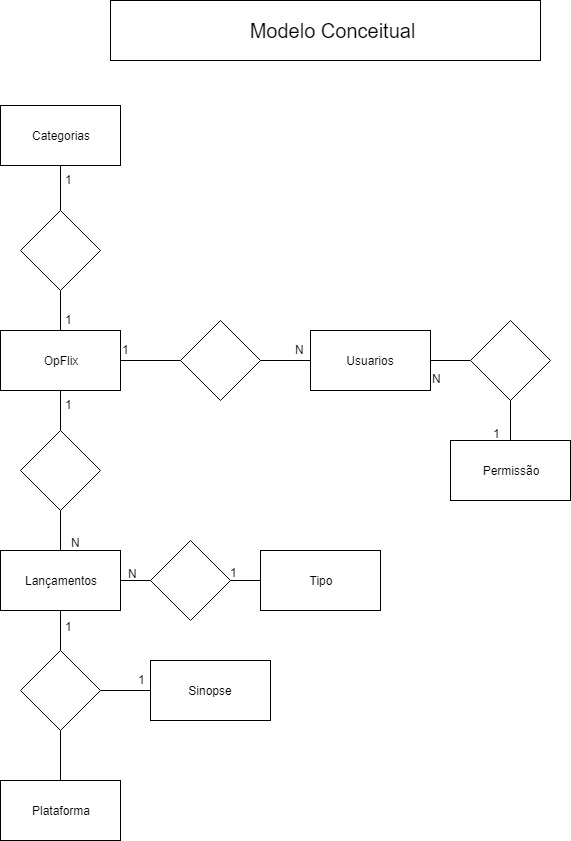 Modelo Conceitual
Categorias
1
1
OpFlix
1
N
Usuarios
N
1
Permissão
1
N
Lançamentos
N
1
Tipo
1
1
Sinopse
Plataforma